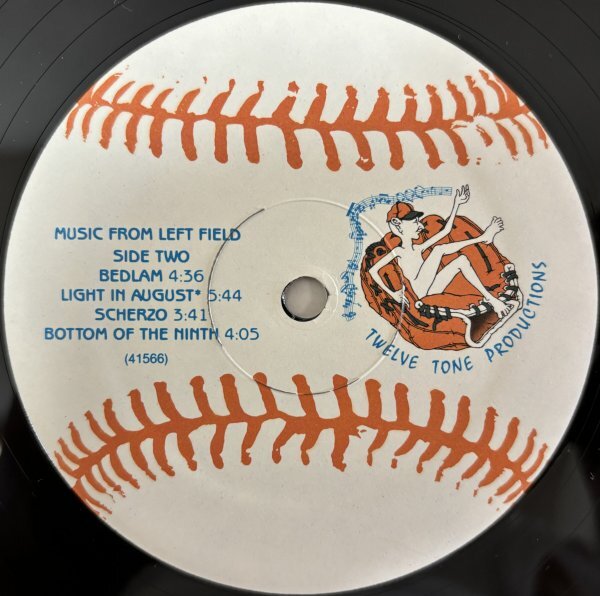 MUSIC FROM LEFT FIELD
SIDE TWO
BEDLAM 4:36
LIGHT IN AUGUST* 5:44
SCHERZO 3:41
BOTTOM OF THE NINTH 4:05
(41566)
TWELVE TONE PRODUCTIONS